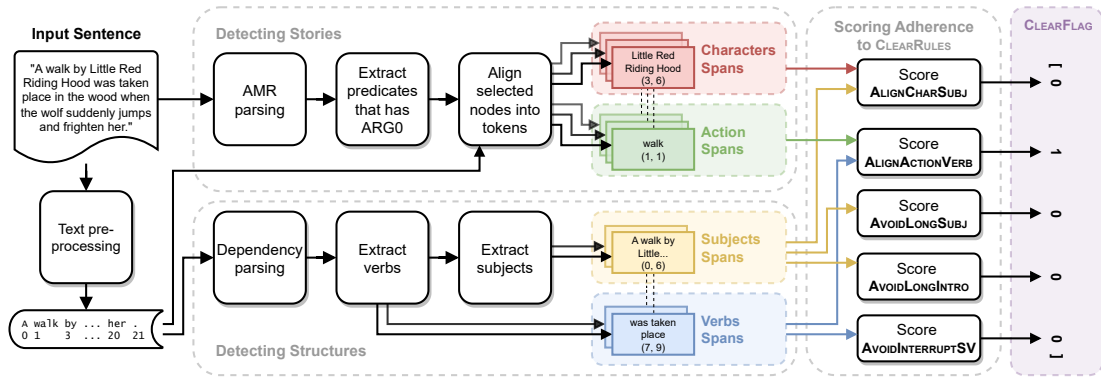 Input Sentence
"A walk by Little Red
Riding Hood was taken
place in the wood when
the wolf suddenly jumps
and frighten her."
Text pre-
processing
A walk by ... her .
0 1 3 ... 20 21
Detecting Stories
AMR
parsing
Extract
predicates
that has
ARG0
Align
selected
nodes into
tokens
Little Red
Riding Hood
(3, 6)
Characters
Spans
walk
(1, 1)
Action
Spans
Dependency
parsing
Extract
verbs
Extract
subjects
A walk by
Little...
(0, 6)
Subjects
Spans
was taken
place
(7, 9)
Verbs
Spans
Detecting Structures
Scoring Adherence
to CLEARRULES
Score
ALIGNCHARSUBJ
Score
ALIGNACTIONVERB
Score
AVOIDLONGSUBJ
Score
AVOIDLONGINTRO
Score
AVOIDINTERRUPTSV
CLEARFLAG
[ 0
1
0
0
0 ]